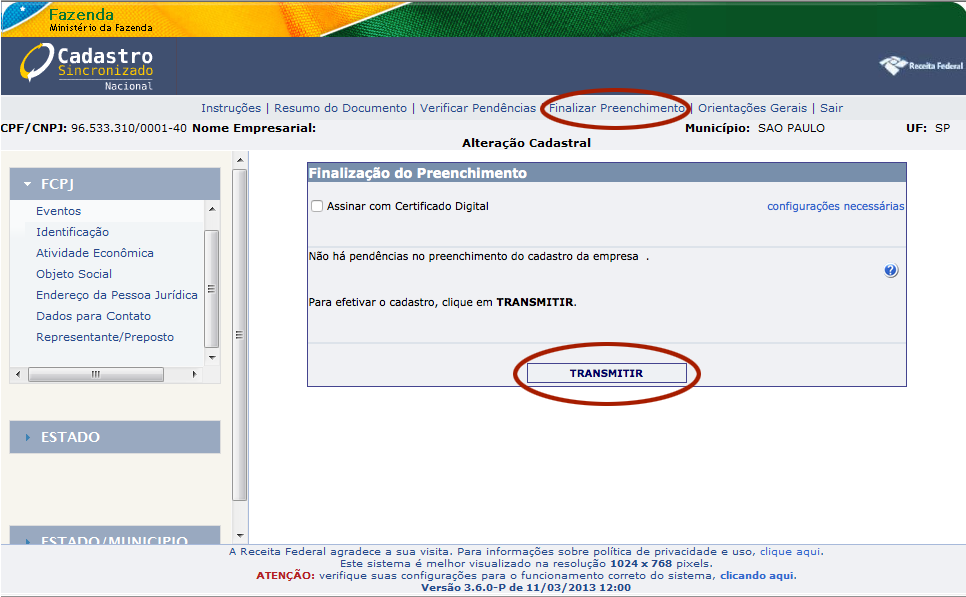 Fazenda
Ministério da Fazenda
Cadastro
Sincronizado
Nacional
Receita Federal
Instruções | Resumo do Documento | Verificar Pendências | Finalizar Preenchimento | Orientações Gerais | Sair
CPF/CNPJ: 96.533.310/0001-40 Nome Empresarial: Município: SAO PAULO UF: SP
Alteração Cadastral
FCPJ
Eventos
Identificação
Atividade Econômica
Objeto Social
Endereço da Pessoa Jurídica
Dados para Contato
Representante/Preposto
ESTADO
ESTADO/MUNICIPIO
Finalização do Preenchimento
Assinar com Certificado Digital configurações necessárias
Não há pendências no preenchimento do cadastro da empresa .
?
Para efetivar o cadastro, clique em TRANSMITIR.
TRANSMITIR
A Receita Federal agradece a sua visita. Para informações sobre política de privacidade e uso, clique aqui.
Este sistema é melhor visualizado na resolução 1024 x 768 pixels.
ATENÇÃO: verifique suas configurações para o funcionamento correto do sistema, clicando aqui.
Versão 3.6.0-P de 11/03/2013 12:00